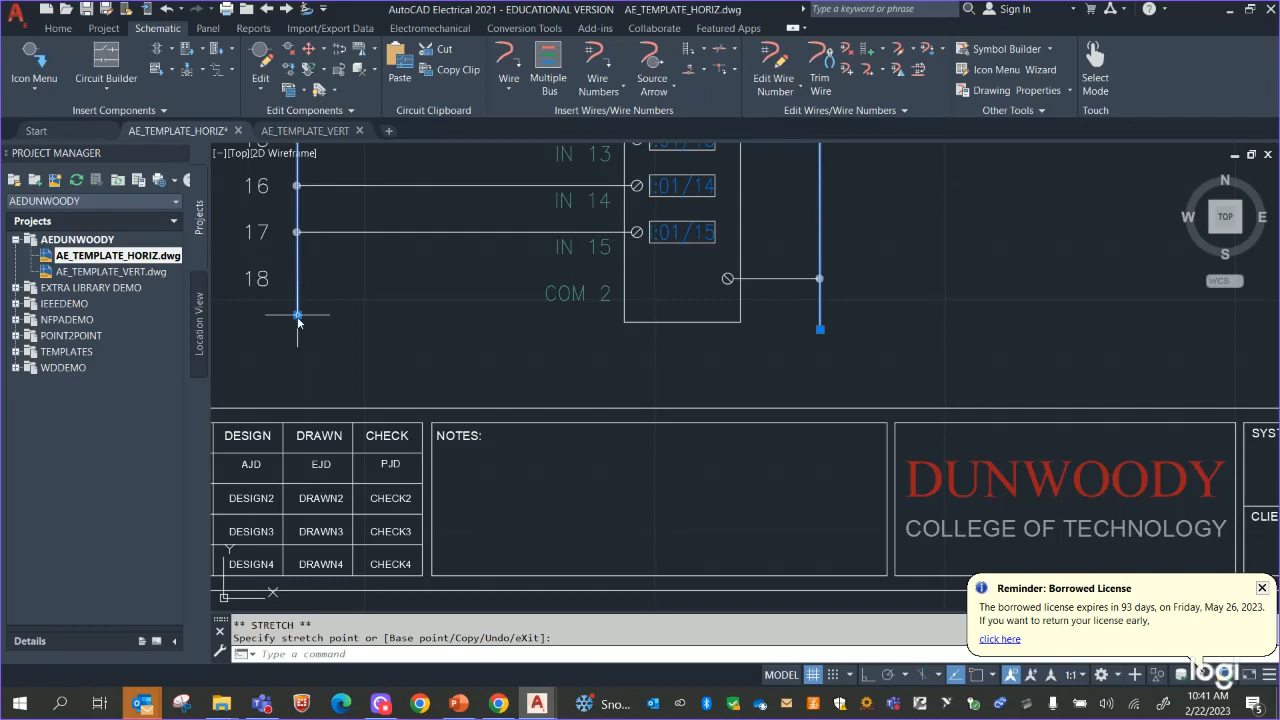 AutoCAD Electrical 2021 - EDUCATIONAL VERSION AE_TEMPLATE_HORIZ.dwg
Type a keyword or phrase
Sign In
Home Project Schematic Panel Reports Import/Export Data Electromechanical Conversion Tools Add-ins Collaborate Featured Apps
Icon Menu
Circuit Builder
Insert Components
Edit
Edit Components
Paste
Cut
Copy Clip
Circuit Clipboard
Wire
Multiple Bus
Wire Numbers
Source Arrow
Insert Wires/Wire Numbers
Edit Wire Number
Trim Wire
Edit Wires/Wire Numbers
Symbol Builder
Icon Menu Wizard
Drawing Properties
Other Tools
Select Mode
Touch
Start
AE_TEMPLATE_HORIZ*
AE_TEMPLATE_VERT
PROJECT MANAGER
AEDUNWOODY
Projects
AEDUNWOODY
AE_TEMPLATE_HORIZ.dwg
AE_TEMPLATE_VERT.dwg
EXTRA LIBRARY DEMO
IEEEDEMO
NFPADEMO
POINT2POINT
TEMPLATES
WDDEMO
Projects
Location View
Details
[−][Top][2D Wireframe]
IN 13
16
:01/14
IN 14
17
:01/15
IN 15
18
COM 2
N
W TOP E
S
WCS
DESIGN DRAWN CHECK
AJD EJD PJD
DESIGN2 DRAWN2 CHECK2
DESIGN3 DRAWN3 CHECK3
DESIGN4 DRAWN4 CHECK4
NOTES:
DUNWOODY
COLLEGE OF TECHNOLOGY
SYST
CLIE
Y
X
** STRETCH **
Specify stretch point or [Base point/Copy/Undo/eXit]:
Type a command
Reminder: Borrowed License
The borrowed license expires in 93 days, on Friday, May 26, 2023.
If you want to return your license early,
click here
MODEL
1:1
logi
Sno...
10:41 AM
2/22/2023
5